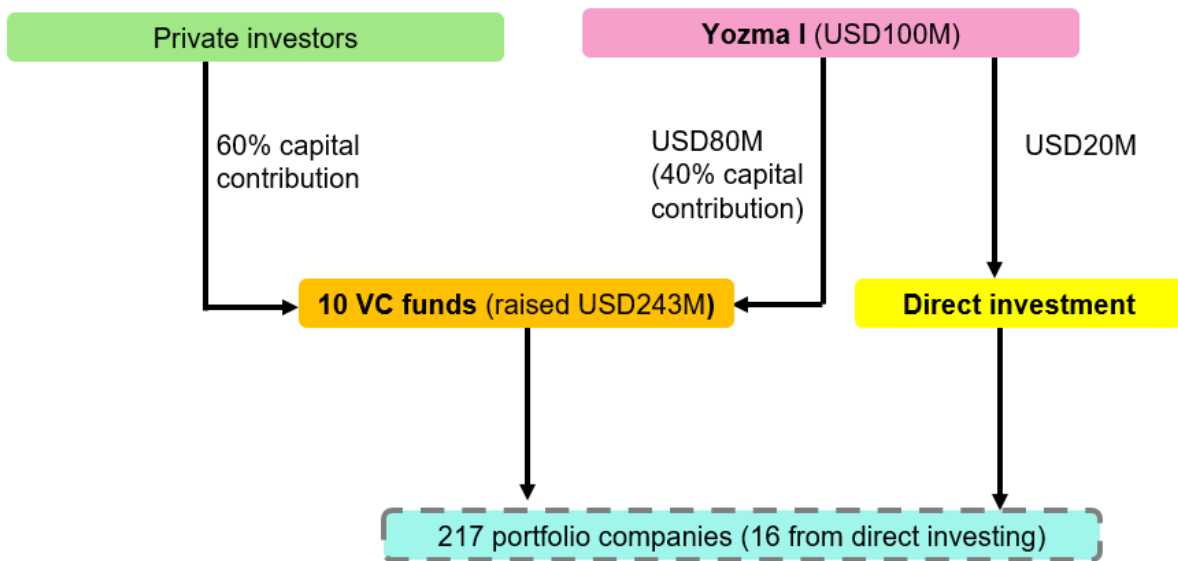 Private investors
Yozma I (USD100M)
60% capital
contribution
USD80M
(40% capital
contribution)
USD20M
10 VC funds (raised USD243M)
Direct investment
217 portfolio companies (16 from direct investing)